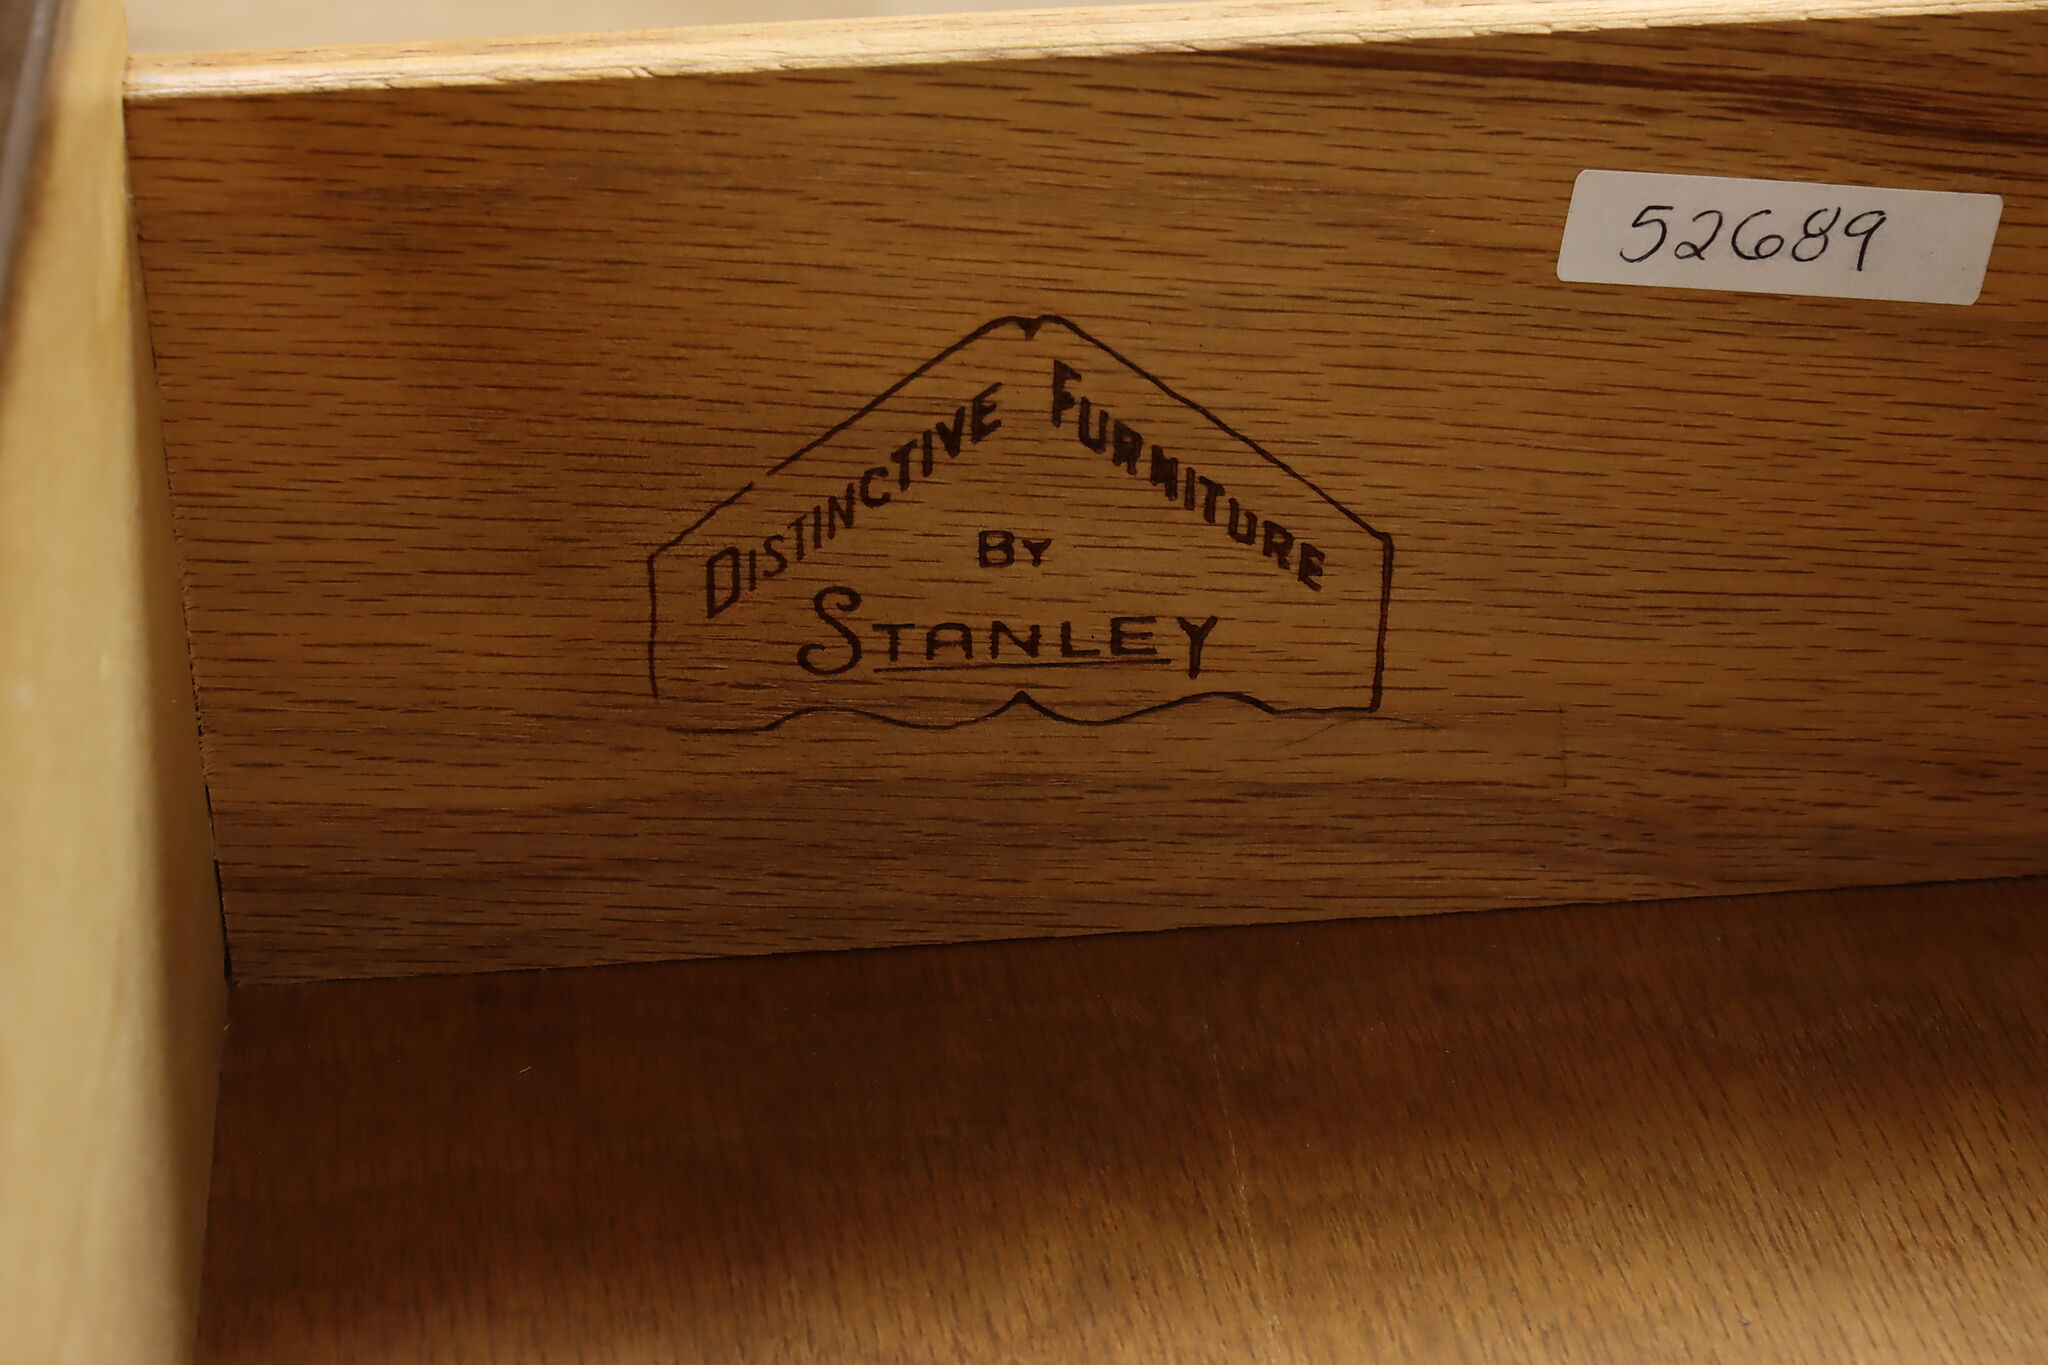 52689
DISTINCTIVE FURNITURE
BY
STANLEY